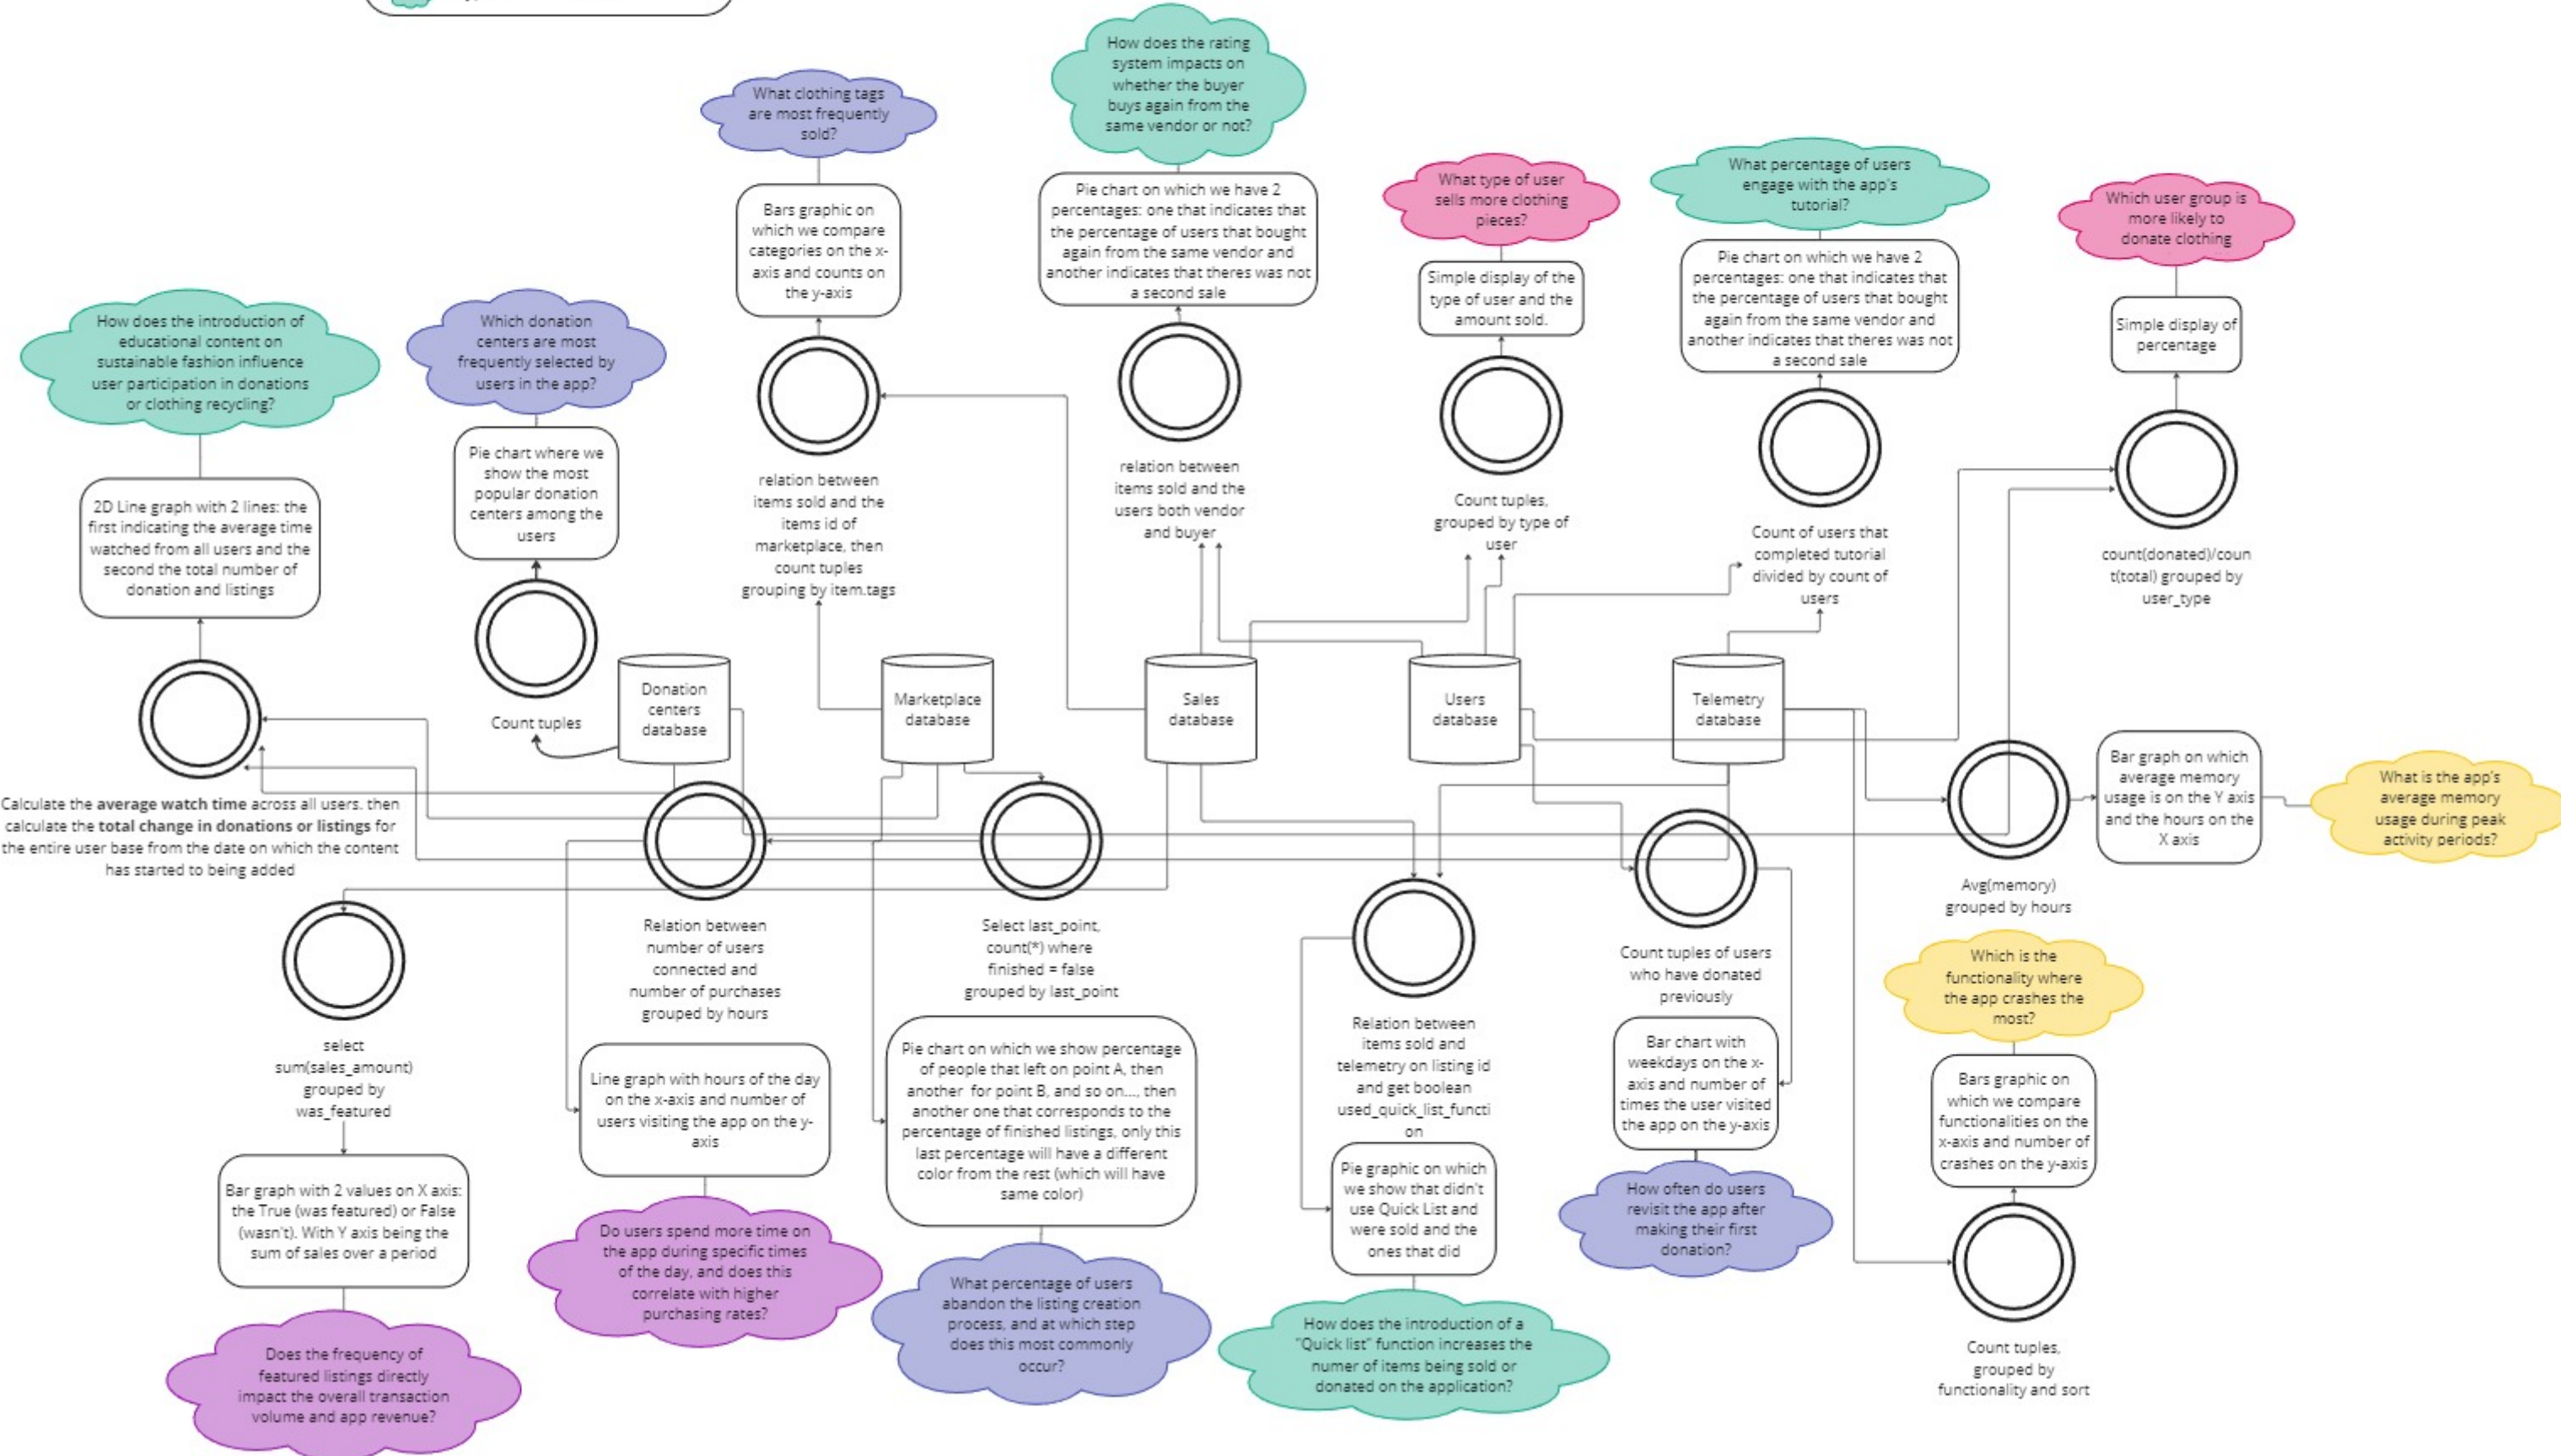 How does the rating
system impacts on
whether the buyer
buys again from the
same vendor or not?
What clothing tags
are most frequently
sold?
What percentage of users
engage with the app's
tutorial?
What type of user
sells more clothing
pieces?
Which user group is
more likely to
donate clothing
Bars graphic on
which we compare
categories on the x-
axis and counts on
the y-axis
Pie chart on which we have 2
percentages: one that indicates that
the percentage of users that bought
again from the same vendor and
another indicates that theres was not
a second sale
Simple display of the
type of user and the
amount sold.
Pie chart on which we have 2
percentages: one that indicates that
the percentage of users that bought
again from the same vendor and
another indicates that theres was not
a second sale
Simple display of
percentage
How does the introduction of
educational content on
sustainable fashion influence
user participation in donations
or clothing recycling?
Which donation
centers are most
frequently selected by
users in the app?
Pie chart where we
show the most
popular donation
centers among the
users
2D Line graph with 2 lines: the
first indicating the average time
watched from all users and the
second the total number of
donation and listings
relation between
items sold and the
items id of
marketplace, then
count tuples
grouping by item.tags
relation between
items sold and the
users both vendor
and buyer
Count tuples,
grouped by type of
user
Count of users that
completed tutorial
divided by count of
users
count(donated)/coun
t(total) grouped by
user_type
Count tuples
Donation
centers
database
Marketplace
database
Sales
database
Users
database
Telemetry
database
Calculate the average watch time across all users. then
calculate the total change in donations or listings for
the entire user base from the date on which the content
has started to being added
Bar graph on which
average memory
usage is on the Y axis
and the hours on the
X axis
What is the app's
average memory
usage during peak
activity periods?
Avg(memory)
grouped by hours
Relation between
number of users
connected and
number of purchases
grouped by hours
Select last_point,
count(*) where
finished = false
grouped by last_point
Count tuples of users
who have donated
previously
Which is the
functionality where
the app crashes the
most?
select
sum(sales_amount)
grouped by
was_featured
Relation between
items sold and
telemetry on listing id
and get boolean
used_quick_list_functi
on
Line graph with hours of the day
on the x-axis and number of
users visiting the app on the y-
axis
Pie chart on which we show percentage
of people that left on point A, then
another for point B, and so on..., then
another one that corresponds to the
percentage of finished listings, only this
last percentage will have a different
color from the rest (which will have
same color)
Bar chart with
weekdays on the x-
axis and number of
times the user visited
the app on the y-axis
Bars graphic on
which we compare
functionalities on the
x-axis and number of
crashes on the y-axis
Bar graph with 2 values on X axis:
the True (was featured) or False
(wasn't). With Y axis being the
sum of sales over a period
Pie graphic on which
we show that didn't
use Quick List and
were sold and the
ones that did
How often do users
revisit the app after
making their first
donation?
Do users spend more time on
the app during specific times
of the day, and does this
correlate with higher
purchasing rates?
What percentage of users
abandon the listing creation
process, and at which step
does this most commonly
occur?
How does the introduction of a
"Quick list" function increases the
numer of items being sold or
donated on the application?
Does the frequency of
featured listings directly
impact the overall transaction
volume and app revenue?
Count tuples,
grouped by
functionality and sort